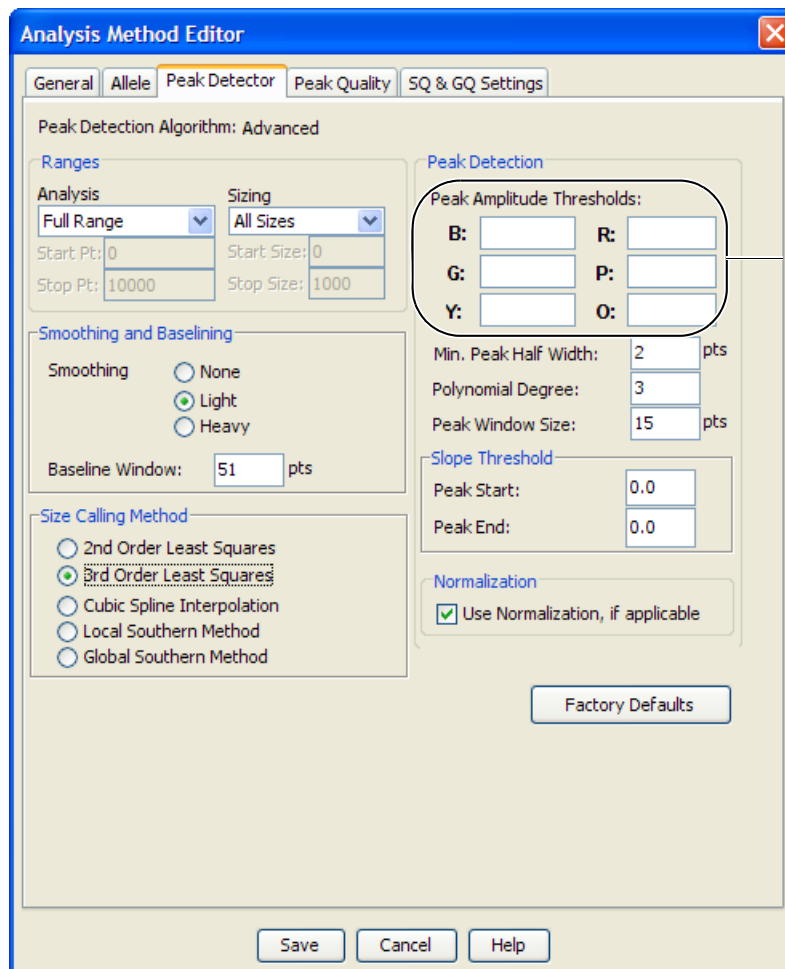 Analysis Method Editor
General Allele Peak Detector Peak Quality SQ & GQ Settings
Peak Detection Algorithm: Advanced
Ranges
Analysis
Full Range
Start Pt: 0
Stop Pt: 10000
Sizing
All Sizes
Start Size: 0
Stop Size: 1000
Smoothing and Baselining
Smoothing
None
Light
Heavy
Baseline Window: 51 pts
Size Calling Method
2nd Order Least Squares
3rd Order Least Squares
Cubic Spline Interpolation
Local Southern Method
Global Southern Method
Peak Detection
Peak Amplitude Thresholds:
B: R:
G: P:
Y: O:
Min. Peak Half Width: 2 pts
Polynomial Degree: 3
Peak Window Size: 15 pts
Slope Threshold
Peak Start: 0.0
Peak End: 0.0
Normalization
Use Normalization, if applicable
Factory Defaults
Save Cancel Help